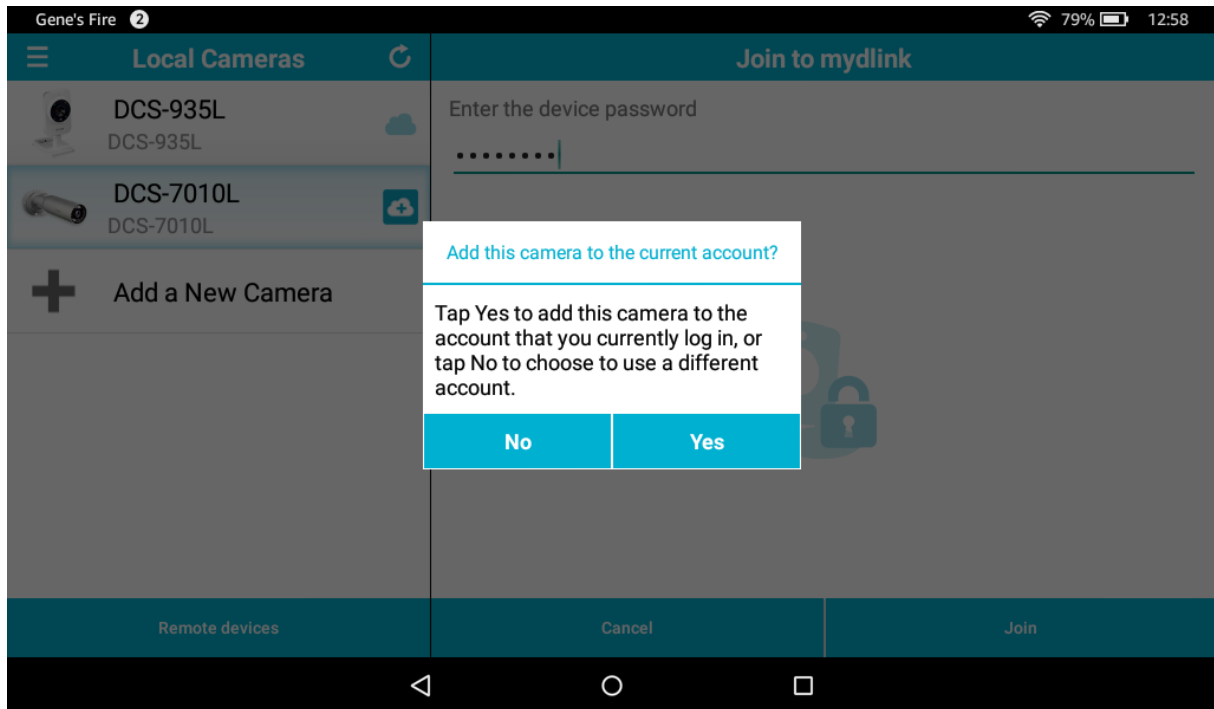 Gene's Fire 2
79% 12:58
Local Cameras
Join to mydlink
DCS-935L
DCS-935L
DCS-7010L
DCS-7010L
Add a New Camera
Enter the device password
Add this camera to the current account?
Tap Yes to add this camera to the
account that you currently log in, or
tap No to choose to use a different
account.
No
Yes
Remote devices
Cancel
Join